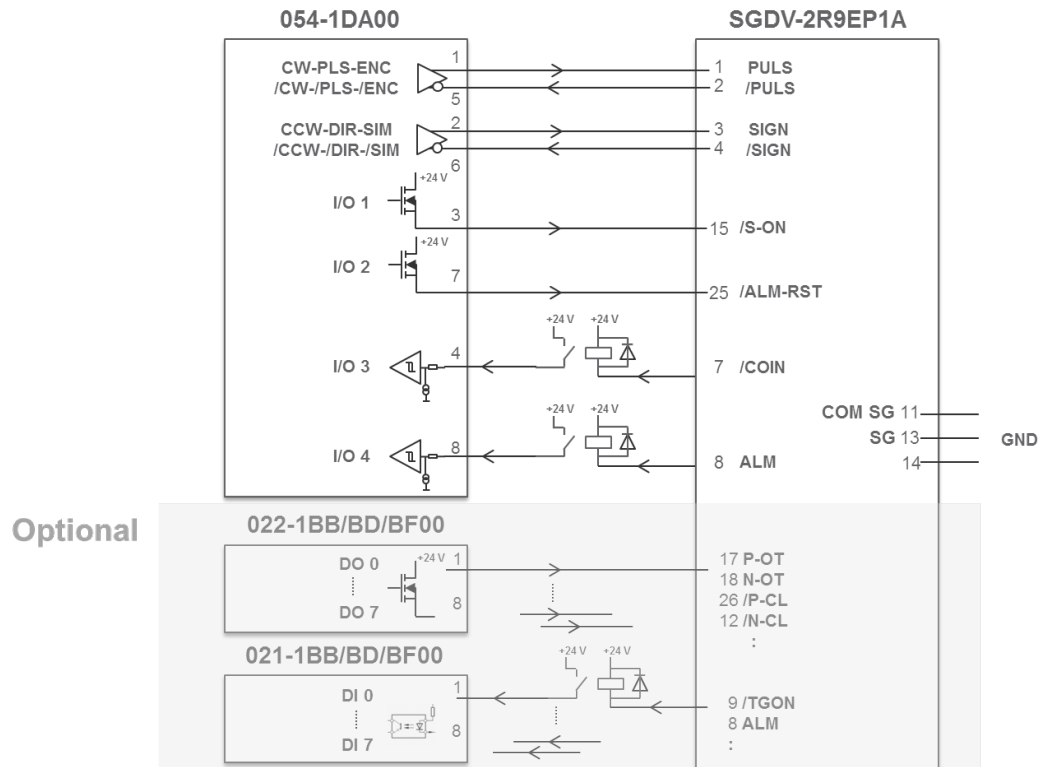 054-1DA00 SGDV-2R9EP1A
CW-PLS-ENC 1 1 PULS
/CW-/PLS-/ENC 5 2 /PULS
CCW-DIR-SIM 2 3 SIGN
/CCW-/DIR-/SIM 6 4 /SIGN
+24 V
I/O 1 3 15 /S-ON
+24 V
I/O 2 7 25 /ALM-RST
+24 V +24 V
I/O 3 4 7 /COIN
+24 V +24 V
COM SG 11
SG 13 GND
I/O 4 8 8 ALM 14
Optional
022-1BB/BD/BF00
DO 0 +24 V 1 17 P-OT
18 N-OT
DO 7 8 26 /P-CL
12 /N-CL
:
021-1BB/BD/BF00 +24 V +24 V
DI 0 1 9 /TGON
8 8 ALM
DI 7 :